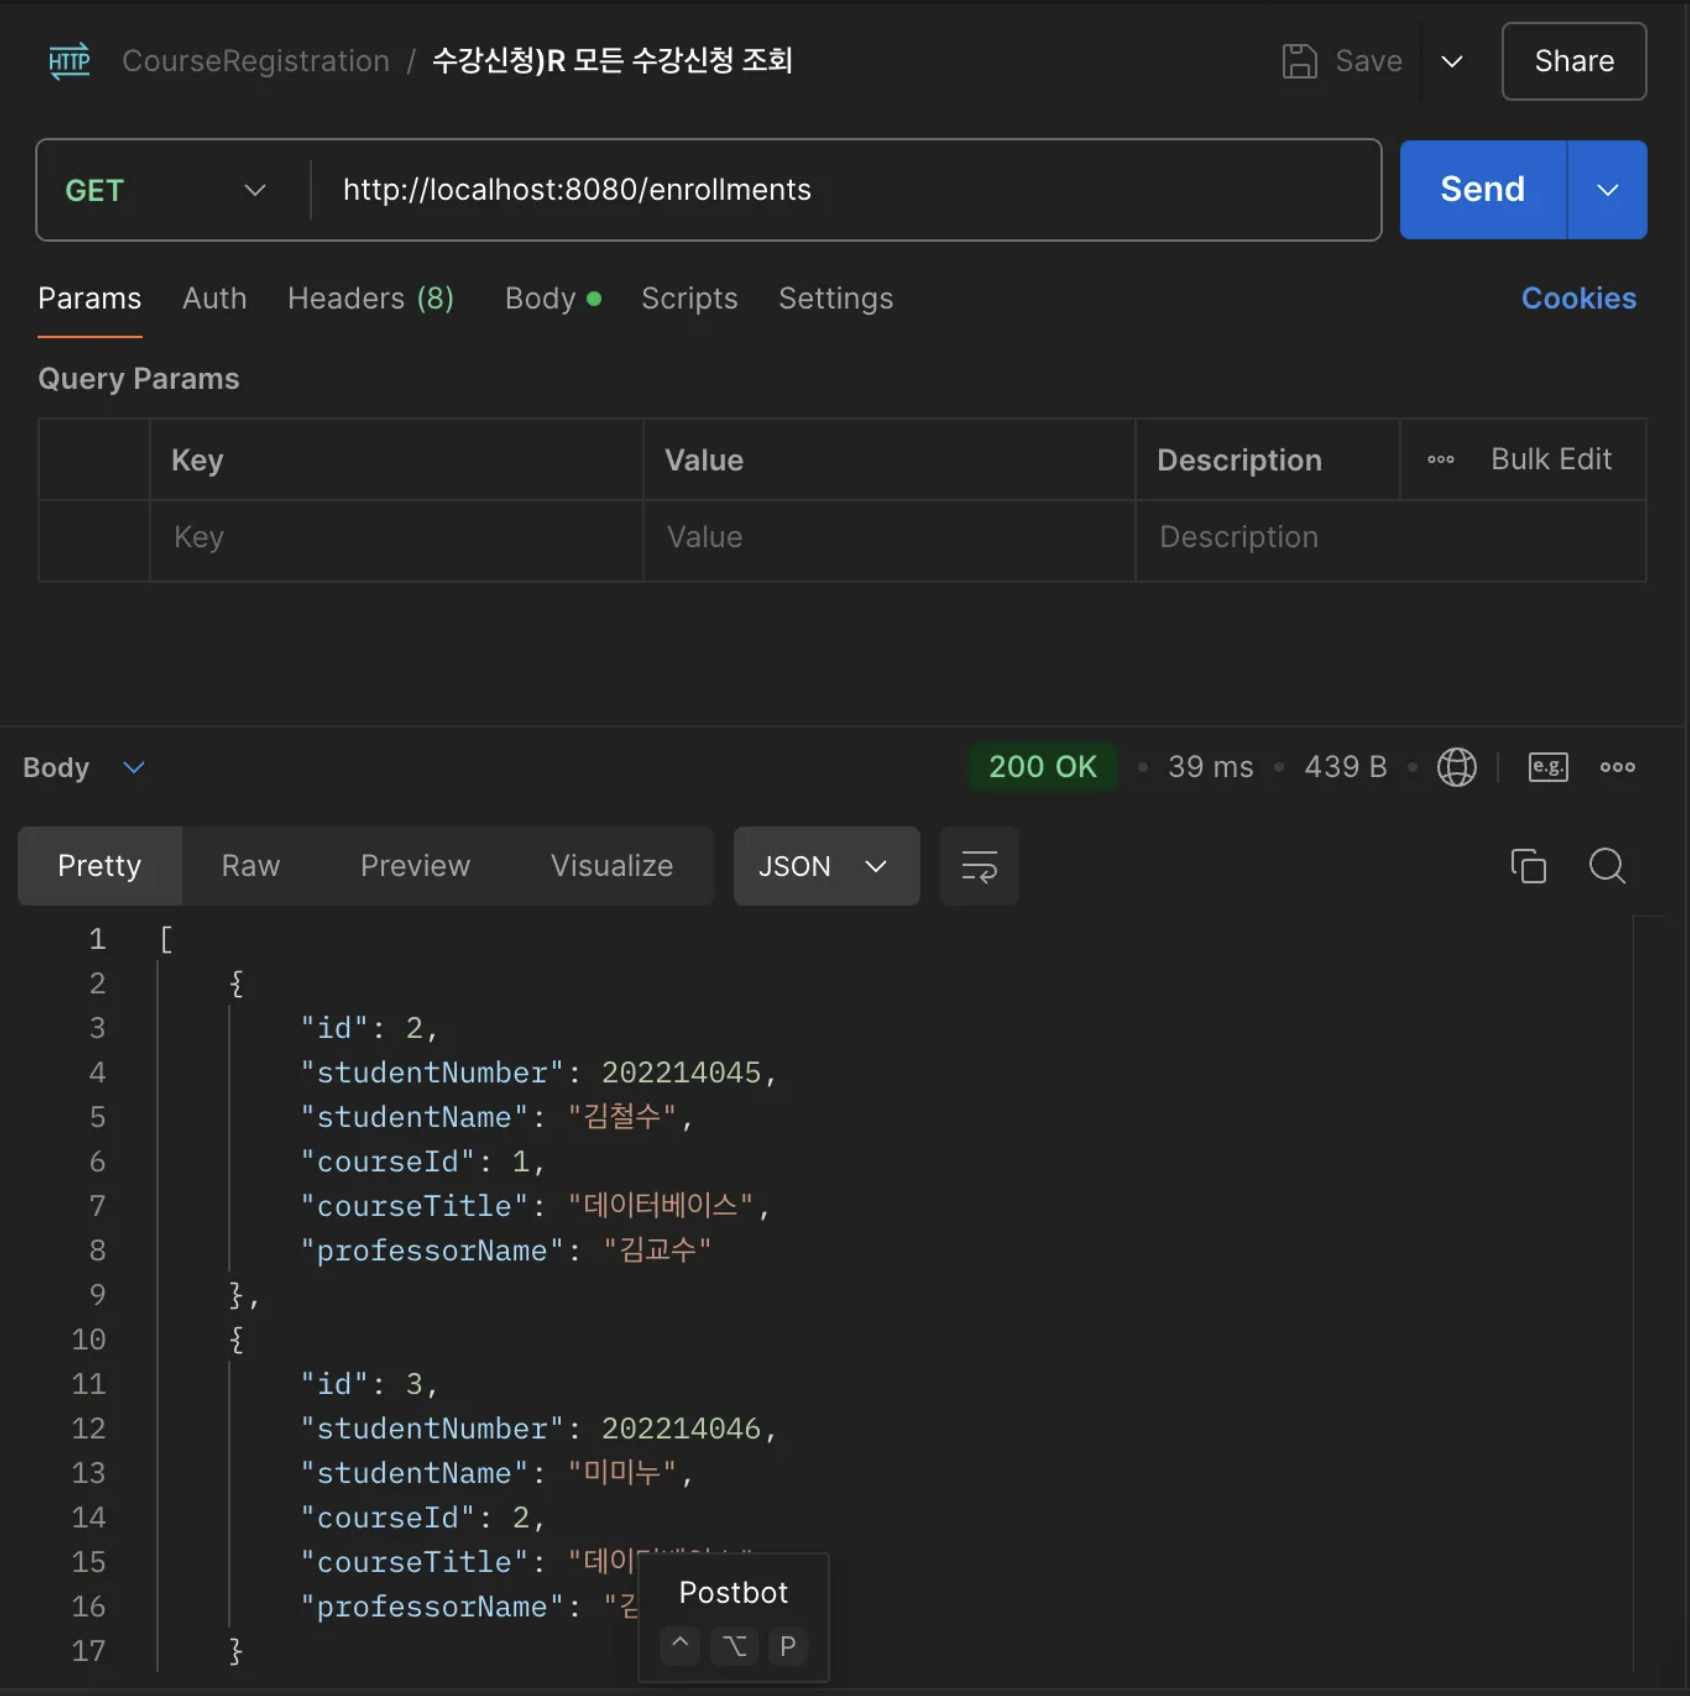 HTTP CourseRegistration / 수강신청)R 모든 수강신청 조회 Save Share
GET http://localhost:8080/enrollments Send
Params Auth Headers (8) Body Scripts Settings Cookies
Query Params
Key Value Description Bulk Edit
Key Value Description
Body 200 OK 39 ms 439 B e.g.
Pretty Raw Preview Visualize JSON
1 [
2 {
3 "id": 2,
4 "studentNumber": 202214045,
5 "studentName": "김철수",
6 "courseId": 1,
7 "courseTitle": "데이터베이스",
8 "professorName": "김교수"
9 },
10 {
11 "id": 3,
12 "studentNumber": 202214046,
13 "studentName": "미미누",
14 "courseId": 2,
15 "courseTitle": "데이
16 "professorName": "
17 }
Postbot
^ ⌥ P